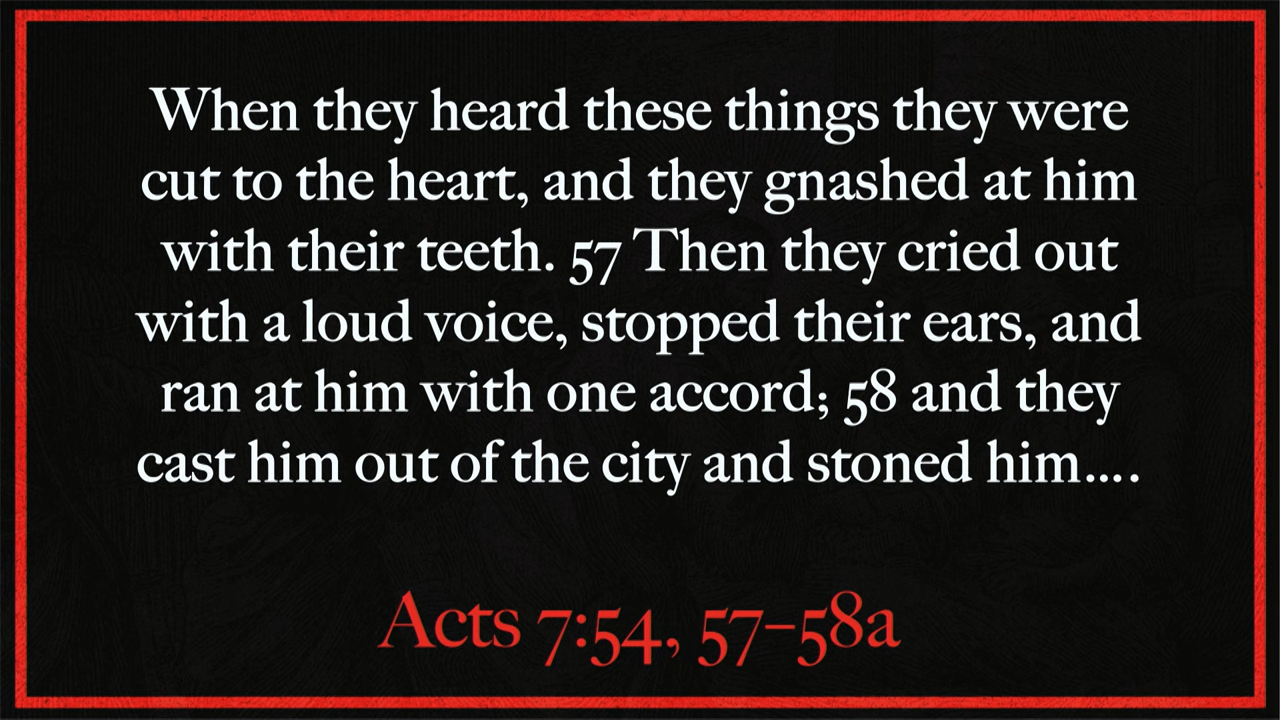 When they heard these things they were
cut to the heart, and they gnashed at him
with their teeth. 57 Then they cried out
with a loud voice, stopped their ears, and
ran at him with one accord; 58 and they
cast him out of the city and stoned him....
Acts 7:54, 57–58a